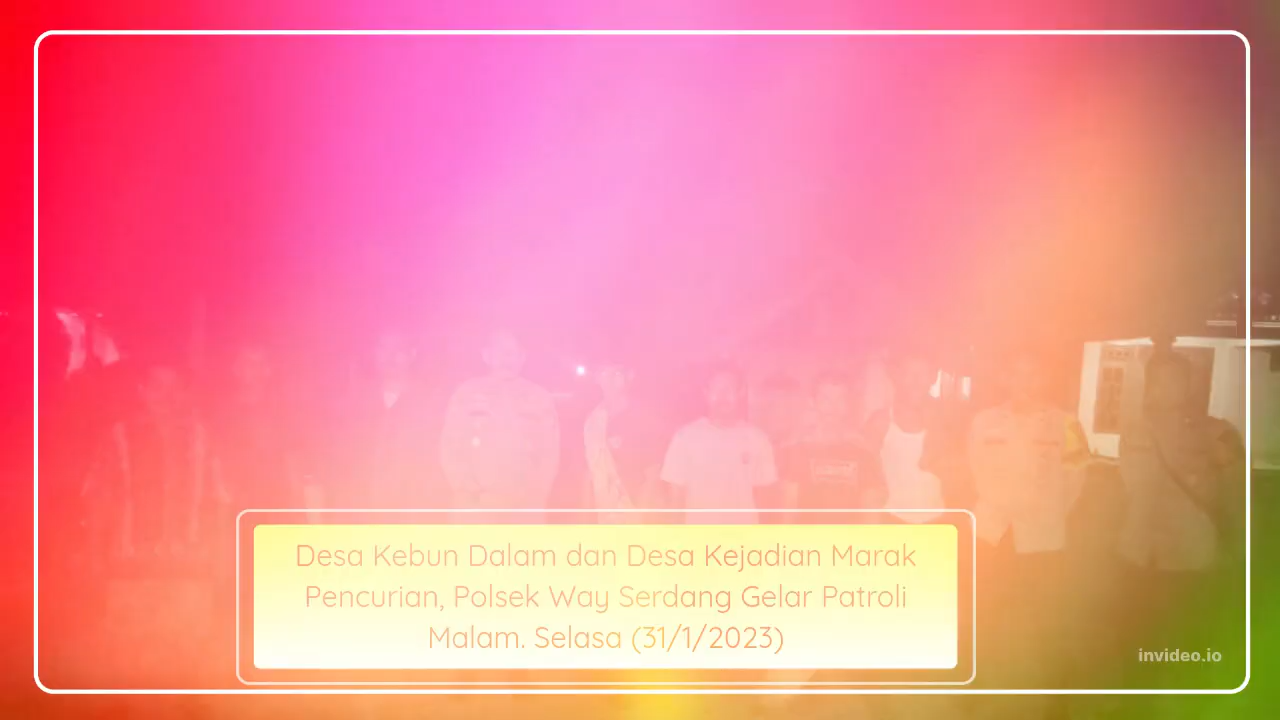 Desa Kebun Dalam dan Desa Kejadian Marak
Pencurian, Polsek Way Serdang Gelar Patroli
Malam. Selasa (31/1/2023)
invideo.io